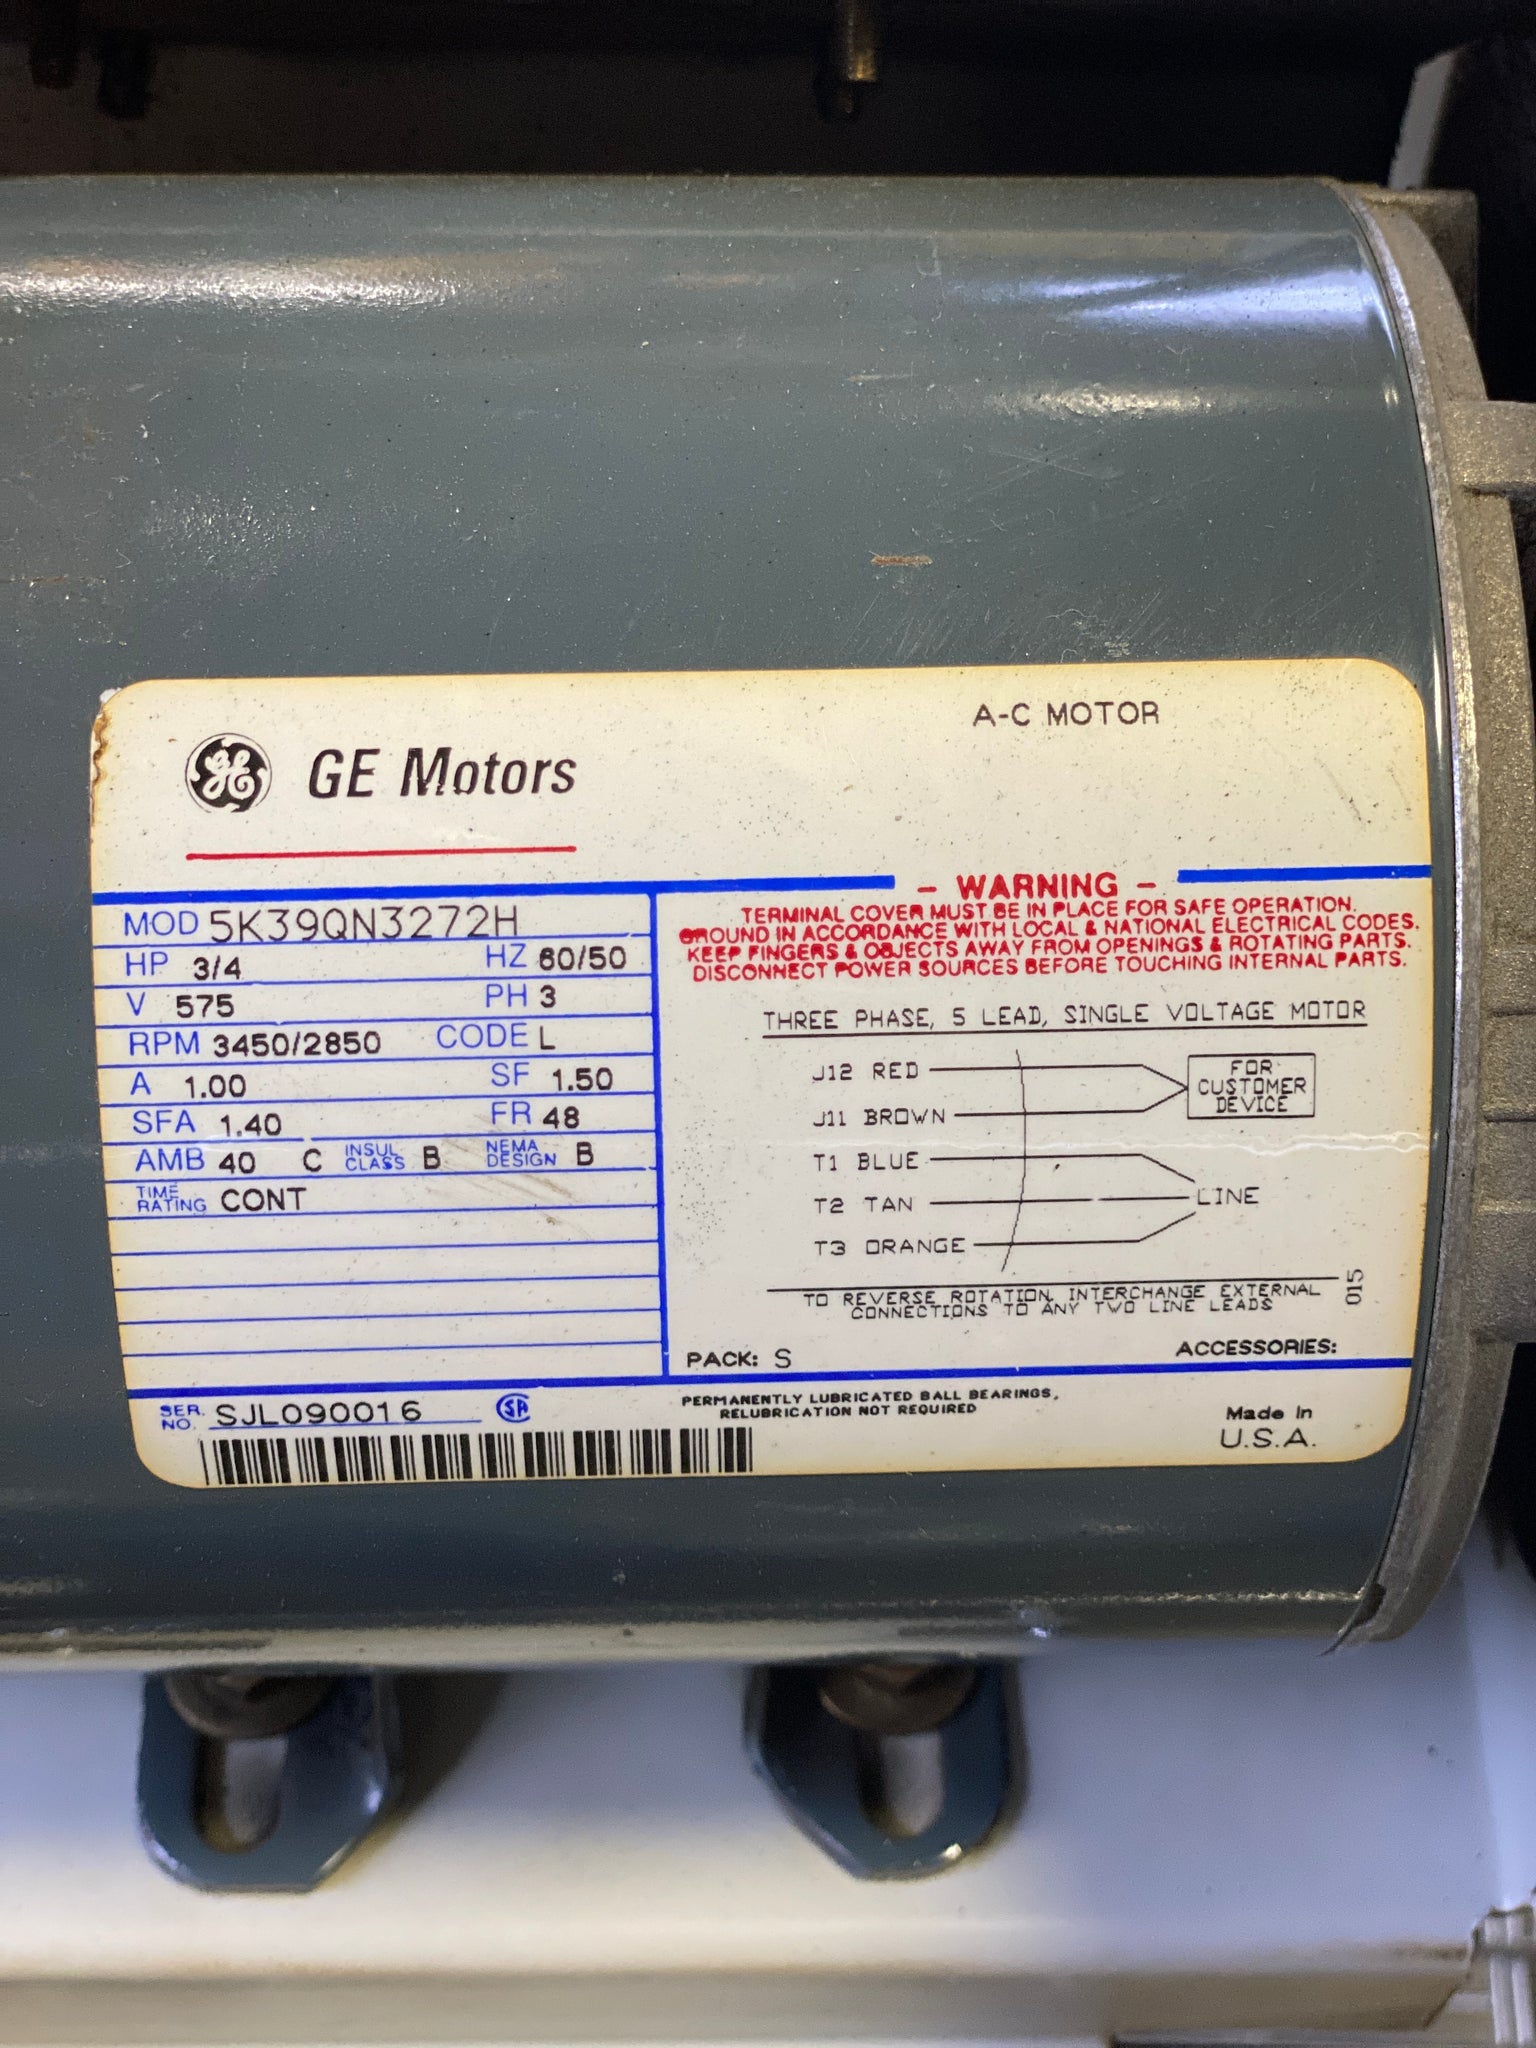 A-C MOTOR
GE Motors
MOD 5K39QN3272H
HP 3/4 HZ 60/50
V 575 PH 3
RPM 3450/2850 CODE L
A 1.00 SF 1.50
SFA 1.40 FR 48
AMB 40 C INSUL CLASS B NEMA DESIGN B
TIME RATING CONT
- WARNING -
TERMINAL COVER MUST BE IN PLACE FOR SAFE OPERATION.
GROUND IN ACCORDANCE WITH LOCAL & NATIONAL ELECTRICAL CODES.
KEEP FINGERS & OBJECTS AWAY FROM OPENINGS & ROTATING PARTS.
DISCONNECT POWER SOURCES BEFORE TOUCHING INTERNAL PARTS.
THREE PHASE, 5 LEAD, SINGLE VOLTAGE MOTOR
J12 RED
J11 BROWN
FOR
CUSTOMER
DEVICE
T1 BLUE
T2 TAN
T3 ORANGE
LINE
TO REVERSE ROTATION, INTERCHANGE EXTERNAL
CONNECTIONS TO ANY TWO LINE LEADS
015
PACK: S ACCESSORIES:
SER. NO. SJL090016
SA
PERMANENTLY LUBRICATED BALL BEARINGS,
RELUBRICATION NOT REQUIRED
Made in
U.S.A.